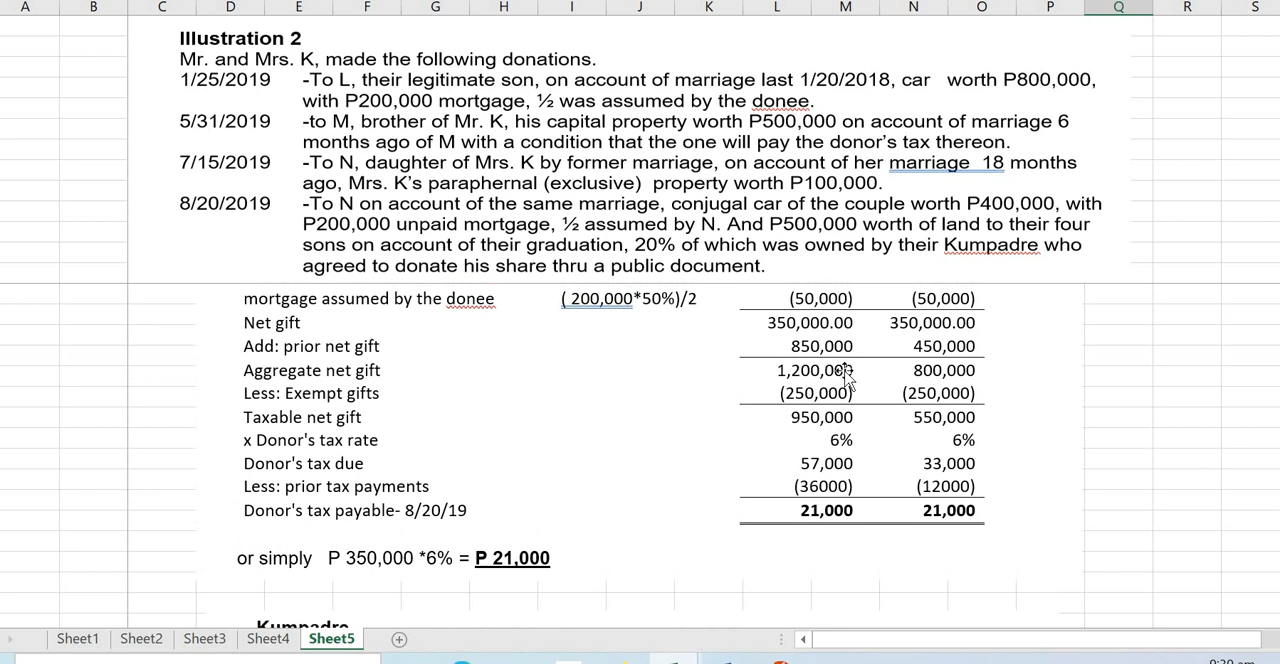 A B C D E F G H I J K L M N O P Q R S
Illustration 2
Mr. and Mrs. K, made the following donations.
1/25/2019 -To L, their legitimate son, on account of marriage last 1/20/2018, car worth P800,000,
with P200,000 mortgage, ½ was assumed by the donee.
5/31/2019 -to M, brother of Mr. K, his capital property worth P500,000 on account of marriage 6
months ago of M with a condition that the one will pay the donor's tax thereon.
7/15/2019 -To N, daughter of Mrs. K by former marriage, on account of her marriage 18 months
ago, Mrs. K's paraphernal (exclusive) property worth P100,000.
8/20/2019 -To N on account of the same marriage, conjugal car of the couple worth P400,000, with
P200,000 unpaid mortgage, ½ assumed by N. And P500,000 worth of land to their four
sons on account of their graduation, 20% of which was owned by their Kumpadre who
agreed to donate his share thru a public document.
mortgage assumed by the donee ( 200,000*50%)/2 (50,000) (50,000)
Net gift 350,000.00 350,000.00
Add: prior net gift 850,000 450,000
Aggregate net gift 1,200,000 800,000
Less: Exempt gifts (250,000) (250,000)
Taxable net gift 950,000 550,000
x Donor's tax rate 6% 6%
Donor's tax due 57,000 33,000
Less: prior tax payments (36000) (12000)
Donor's tax payable- 8/20/19 21,000 21,000
or simply P 350,000 *6% = P 21,000
Kumpadre
Sheet1 Sheet2 Sheet3 Sheet4 Sheet5
9:20 am